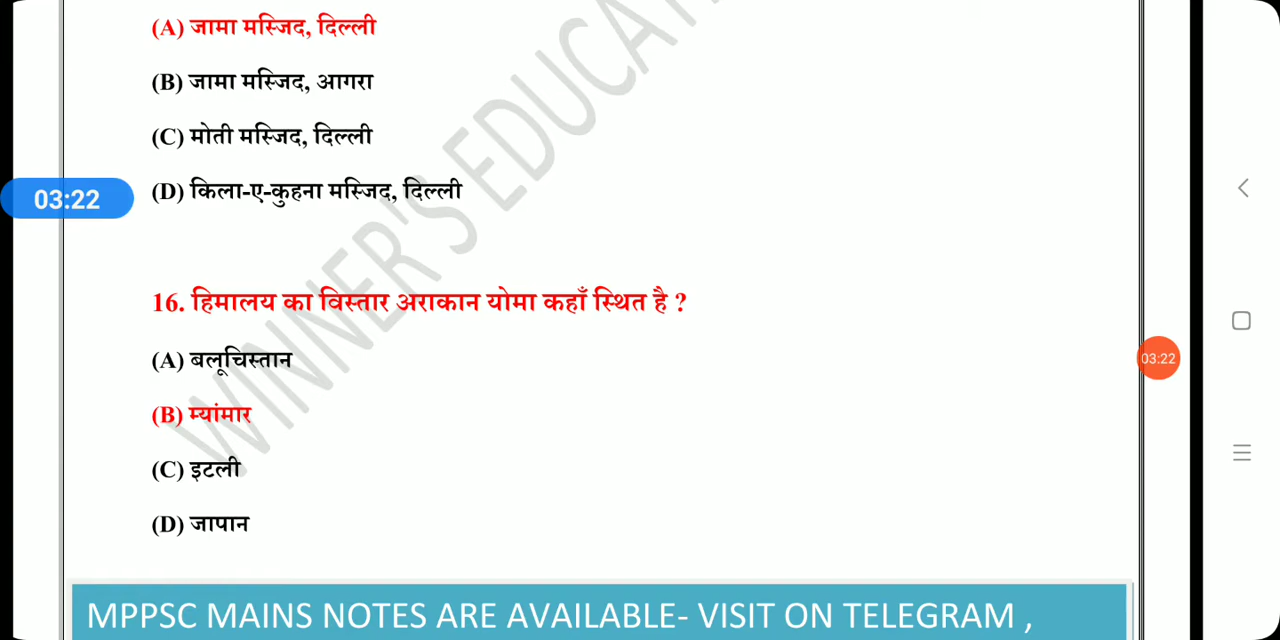 (A) जामा मस्जिद, दिल्ली
(B) जामा मस्जिद, आगरा
(C) मोती मस्जिद, दिल्ली
03:22
(D) किला-ए-कुहना मस्जिद, दिल्ली
16. हिमालय का विस्तार अराकान योमा कहाँ स्थित है ?
(A) बलूचिस्तान
03:22
(B) म्यांमार
(C) इटली
(D) जापान
WINNER'S EDUCA
MPPSC MAINS NOTES ARE AVAILABLE- VISIT ON TELEGRAM ,